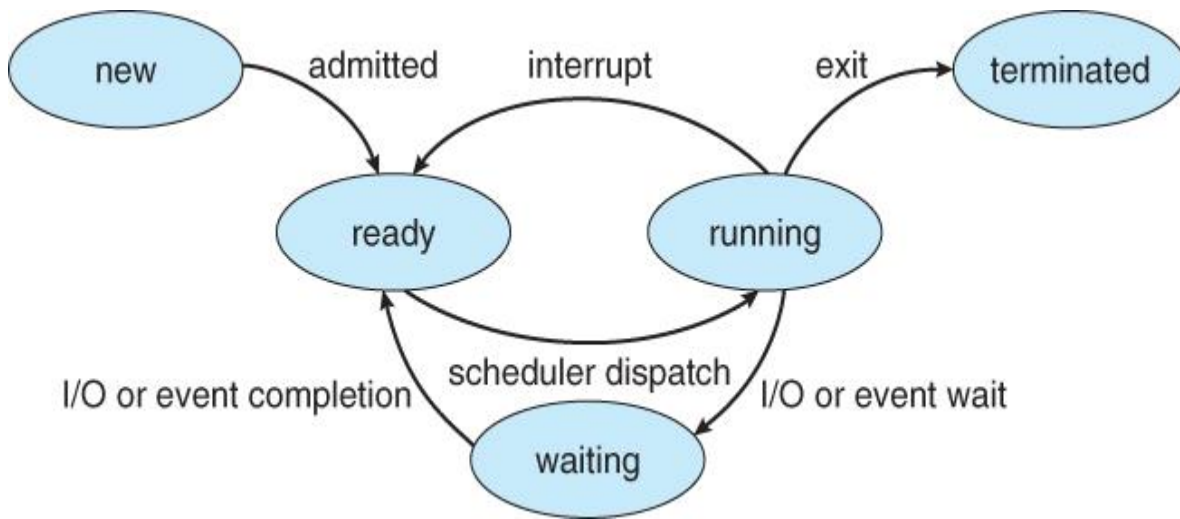 new
admitted
interrupt
exit
terminated
ready
running
I/O or event completion
scheduler dispatch
I/O or event wait
waiting